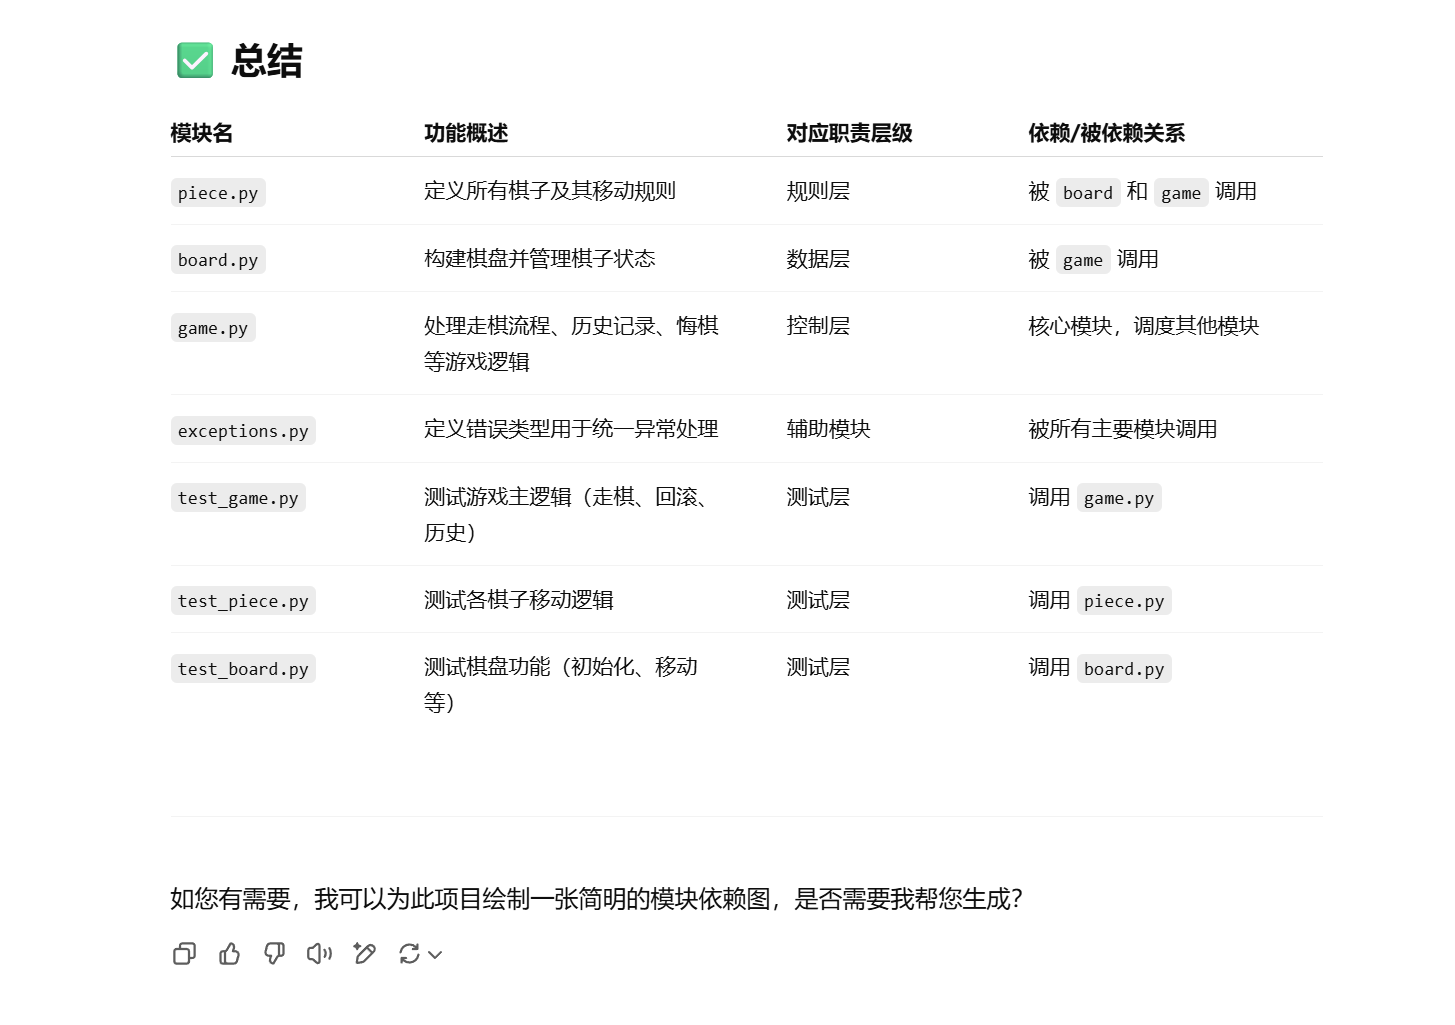 ✅ 总结
模块名 功能概述 对应职责层级 依赖/被依赖关系
piece.py 定义所有棋子及其移动规则 规则层 被 board 和 game 调用
board.py 构建棋盘并管理棋子状态 数据层 被 game 调用
game.py 处理走棋流程、历史记录、悔棋 控制层 核心模块，调度其他模块
等游戏逻辑
exceptions.py 定义错误类型用于统一异常处理 辅助模块 被所有主要模块调用
test_game.py 测试游戏主逻辑（走棋、回滚、 测试层 调用 game.py
历史）
test_piece.py 测试各棋子移动逻辑 测试层 调用 piece.py
test_board.py 测试棋盘功能（初始化、移动 测试层 调用 board.py
等）
如您有需要，我可以为此项目绘制一张简明的模块依赖图，是否需要我帮您生成？